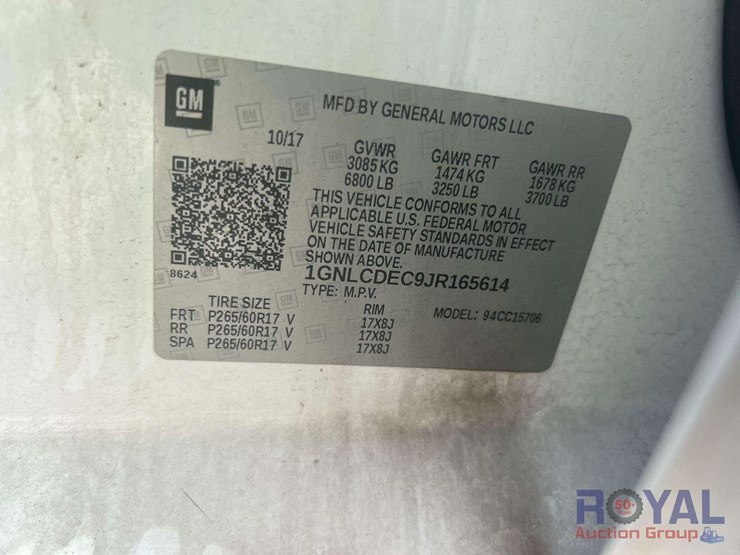 GM
MFD BY GENERAL MOTORS LLC
10/17
GVWR GAWR FRT GAWR RR
3085 KG 1474 KG 1678 KG
6800 LB 3250 LB 3700 LB
THIS VEHICLE CONFORMS TO ALL
APPLICABLE U.S. FEDERAL MOTOR
VEHICLE SAFETY STANDARDS IN EFFECT
ON THE DATE OF MANUFACTURE
SHOWN ABOVE.
8624
1GNLCDEC9JR165614
TYPE: M.P.V.
TIRE SIZE RIM MODEL: 94CC15706
FRT P265/60R17 V 17X8J
RR P265/60R17 V 17X8J
SPA P265/60R17 V 17X8J
ROYAL
50+
Auction Group